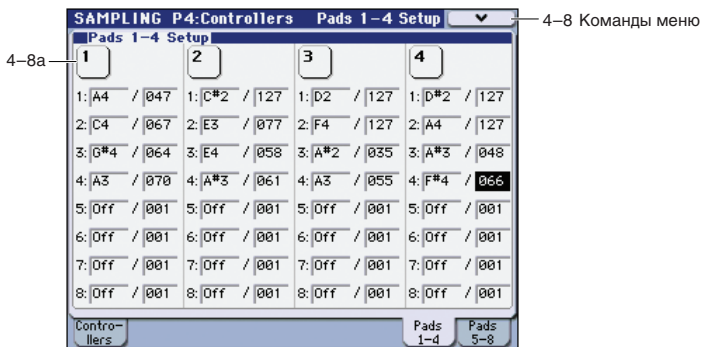 SAMPLING P4:Controllers Pads 1–4 Setup
4–8 Команды меню
Pads 1–4 Setup
4–8a
1 2 3 4
1: A4 / 047 1: C#2 / 127 1: D2 / 127 1: D#2 / 127
2: C4 / 067 2: E3 / 077 2: F4 / 127 2: A4 / 127
3: G#4 / 064 3: E4 / 058 3: A#2 / 035 3: A#3 / 048
4: A3 / 070 4: A#3 / 061 4: A3 / 055 4: F#4 / 066
5: Off / 001 5: Off / 001 5: Off / 001 5: Off / 001
6: Off / 001 6: Off / 001 6: Off / 001 6: Off / 001
7: Off / 001 7: Off / 001 7: Off / 001 7: Off / 001
8: Off / 001 8: Off / 001 8: Off / 001 8: Off / 001
Contro–
llers
Pads
1–4
Pads
5–8